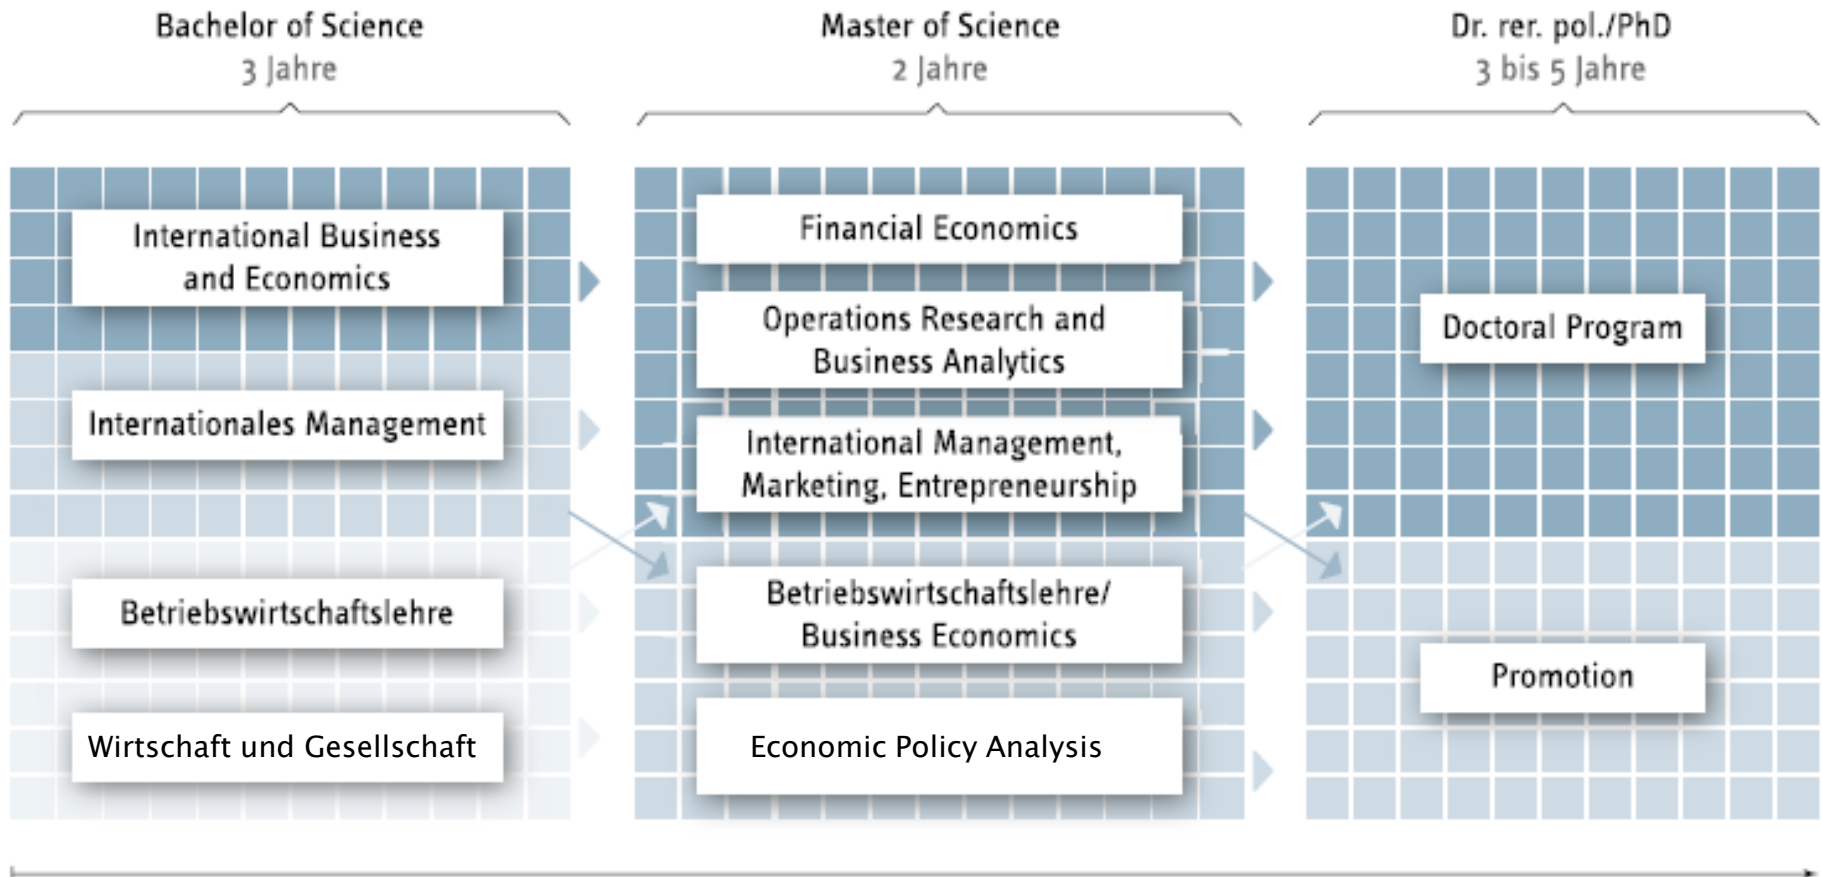 Bachelor of Science
3 Jahre
Master of Science
2 Jahre
Dr. rer. pol./PhD
3 bis 5 Jahre
International Business
and Economics
Internationales Management
Betriebswirtschaftslehre
Wirtschaft und Gesellschaft
Financial Economics
Operations Research and
Business Analytics
International Management,
Marketing, Entrepreneurship
Betriebswirtschaftslehre/
Business Economics
Economic Policy Analysis
Doctoral Program
Promotion